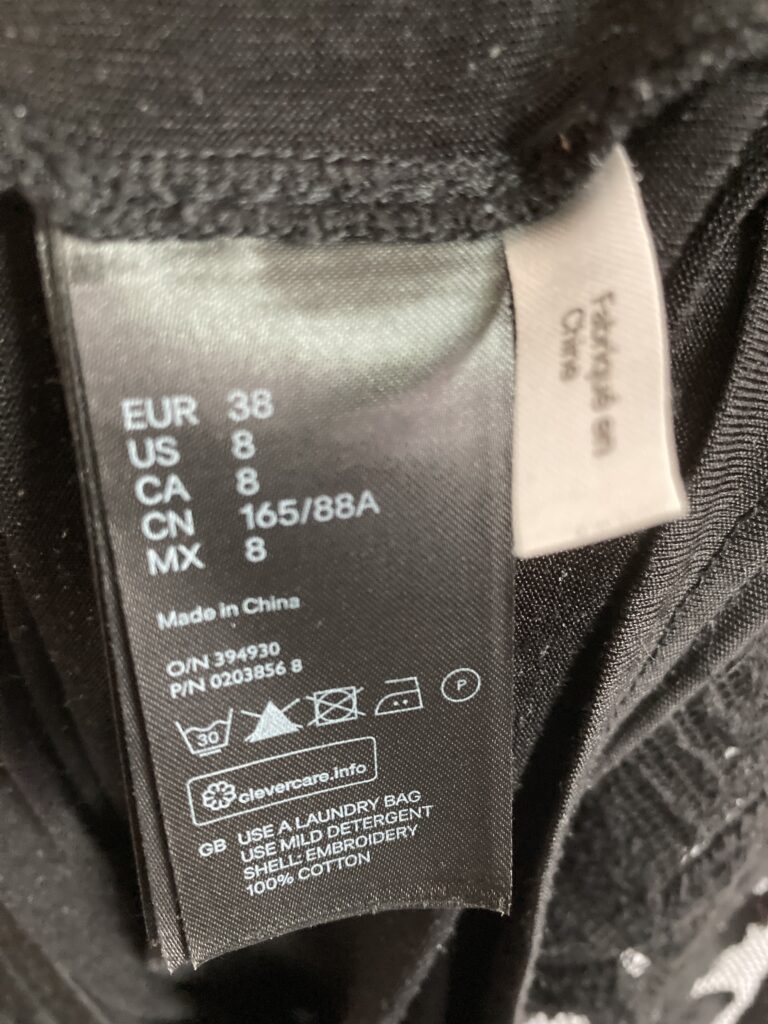 EUR 38
US 8
CA 8
CN 165/88A
MX 8
Made in China
O/N 394930
P/N 0203856 8
30
P
clevercare.info
GB USE A LAUNDRY BAG
USE MILD DETERGENT
SHELL: EMBROIDERY
100% COTTON
Fabriqué en
Chine